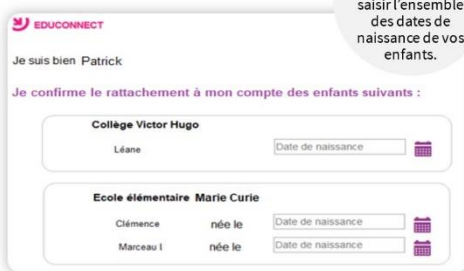 saisir l'ensemble
des dates de
naissance de vos
enfants.
EDUCONNECT
Je suis bien Patrick
Je confirme le rattachement à mon compte des enfants suivants :
Collège Victor Hugo
Léane Date de naissance
Ecole élémentaire Marie Curie
Clémence née le Date de naissance
Marceau l née le Date de naissance